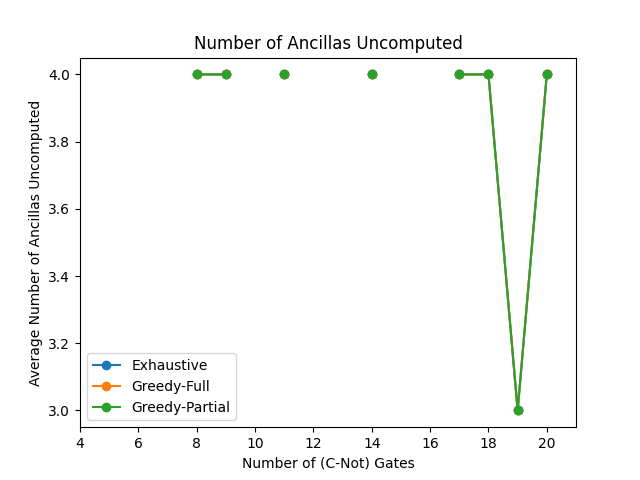 Number of Ancillas Uncomputed
Average Number of Ancillas Uncomputed
4.0
3.8
3.6
3.4
3.2
3.0
Exhaustive
Greedy-Full
Greedy-Partial
4 6 8 10 12 14 16 18 20
Number of (C-Not) Gates